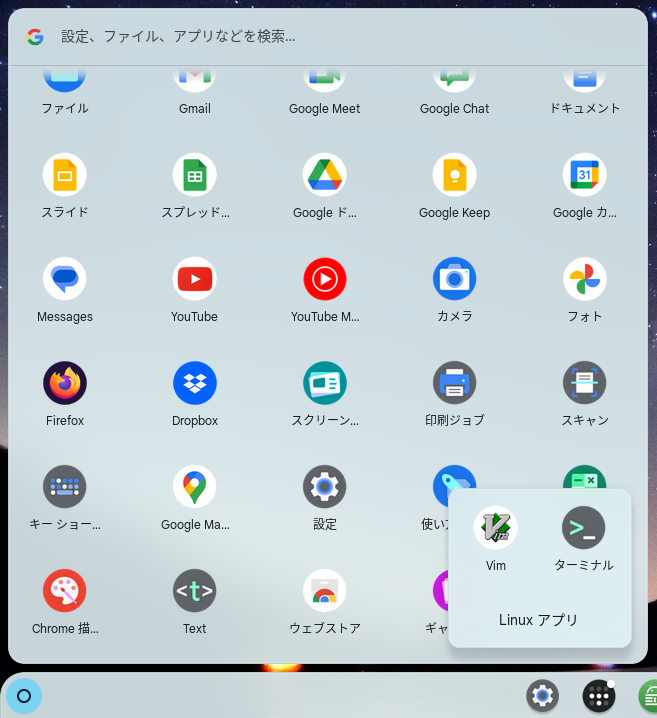 設定、ファイル、アプリなどを検索...
ファイル
Gmail
Google Meet
Google Chat
ドキュメント
31
スライド
スプレッド...
Google ド...
Google Keep
Google カ...
Messages
YouTube
YouTube M...
カメラ
フォト
Firefox
Dropbox
スクリーン...
印刷ジョブ
スキャン
キー ショー...
Google Ma...
設定
使い
Vim
ターミナル
Chrome 描...
<t>
Text
ウェブストア
ギャ
Linux アプリ